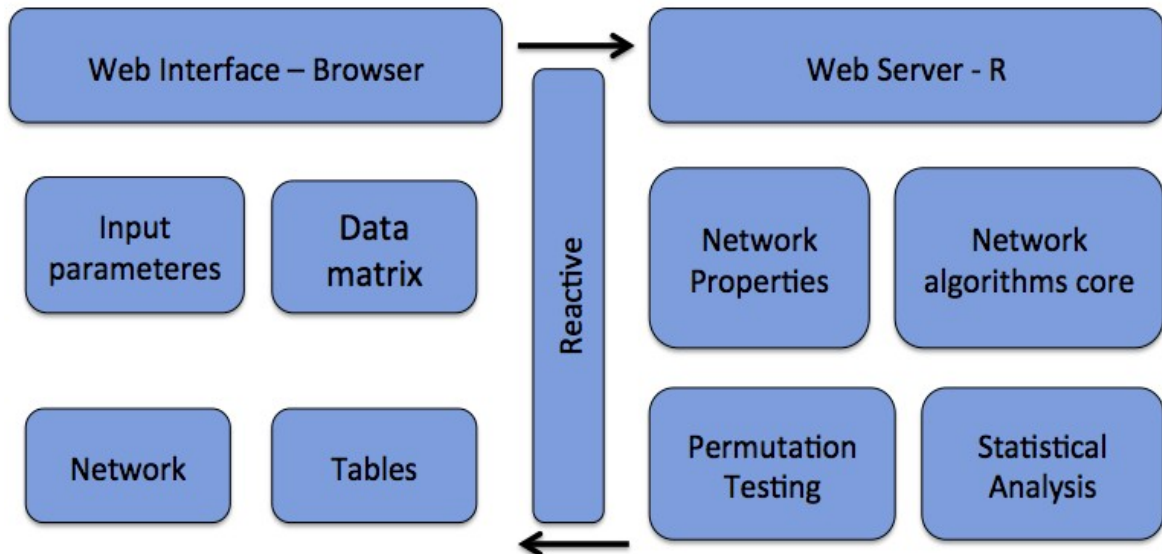 Web Interface – Browser
Web Server - R
Input
parameteres
Data
matrix
Reactive
Network
Properties
Network
algorithms core
Network
Tables
Permutation
Testing
Statistical
Analysis